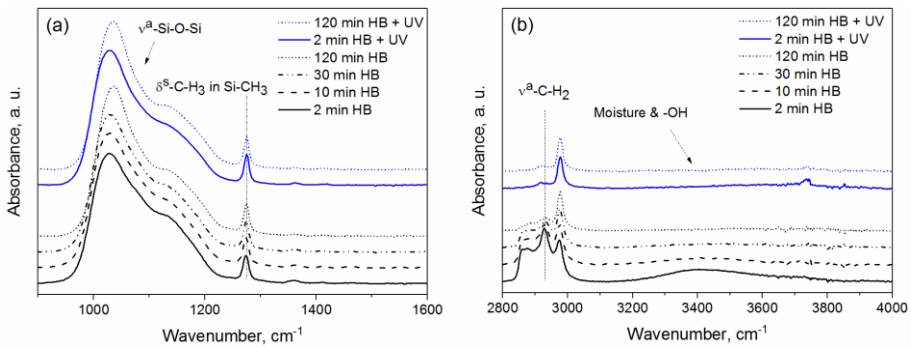 (a)
ν^a-Si-O-Si
δ^s-C-H₃ in Si-CH₃
120 min HB + UV
2 min HB + UV
120 min HB
30 min HB
10 min HB
2 min HB
Absorbance, a. u.
1000 1200 1400 1600
Wavenumber, cm⁻¹
(b)
120 min HB + UV
2 min HB + UV
120 min HB
30 min HB
10 min HB
2 min HB
ν^a-C-H₂
Moisture & -OH
Absorbance, a. u.
2800 3000 3200 3400 3600 3800 4000
Wavenumber, cm⁻¹